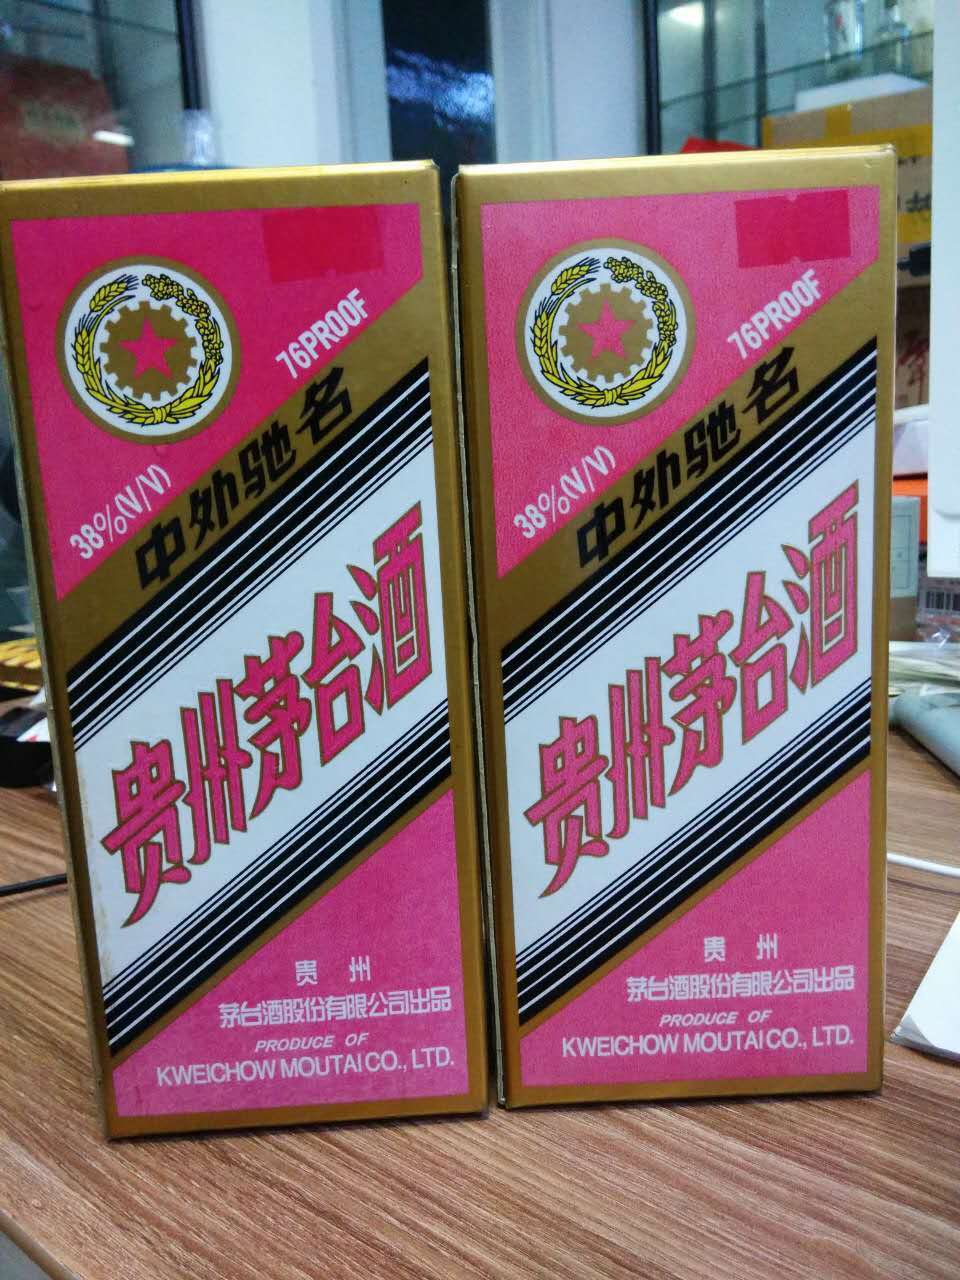 76PROOF
38%(V/V)
中外驰名
贵州茅台酒
贵 州
茅台酒股份有限公司出品
PRODUCE OF
KWEICHOW MOUTAI CO., LTD.
76PROOF
38%(V/V)
中外驰名
贵州茅台酒
贵 州
茅台酒股份有限公司出品
PRODUCE OF
KWEICHOW MOUTAI CO., LTD.